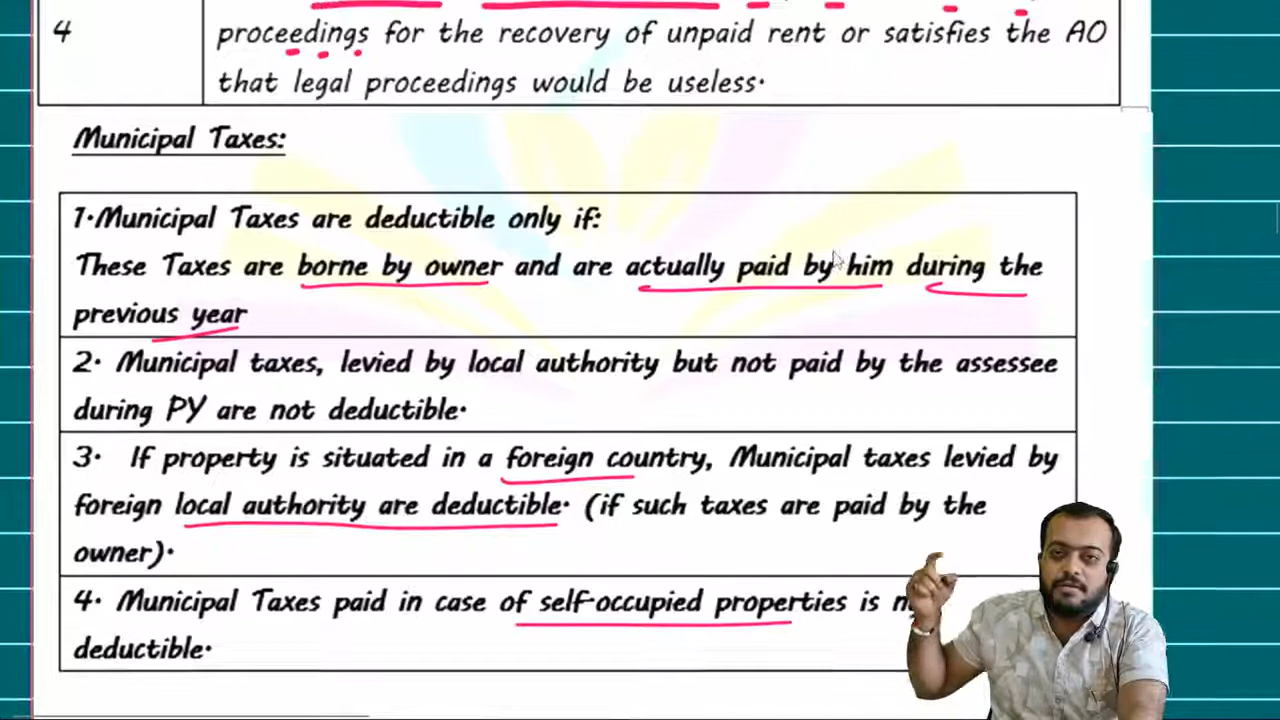 4
proceedings for the recovery of unpaid rent or satisfies the AO
that legal proceedings would be useless.
Municipal Taxes:
1.Municipal Taxes are deductible only if:
These Taxes are borne by owner and are actually paid by him during the
previous year
2. Municipal taxes, levied by local authority but not paid by the assessee
during PY are not deductible.
3. If property is situated in a foreign country, Municipal taxes levied by
foreign local authority are deductible. (if such taxes are paid by the
owner).
4. Municipal Taxes paid in case of self-occupied properties is
deductible.